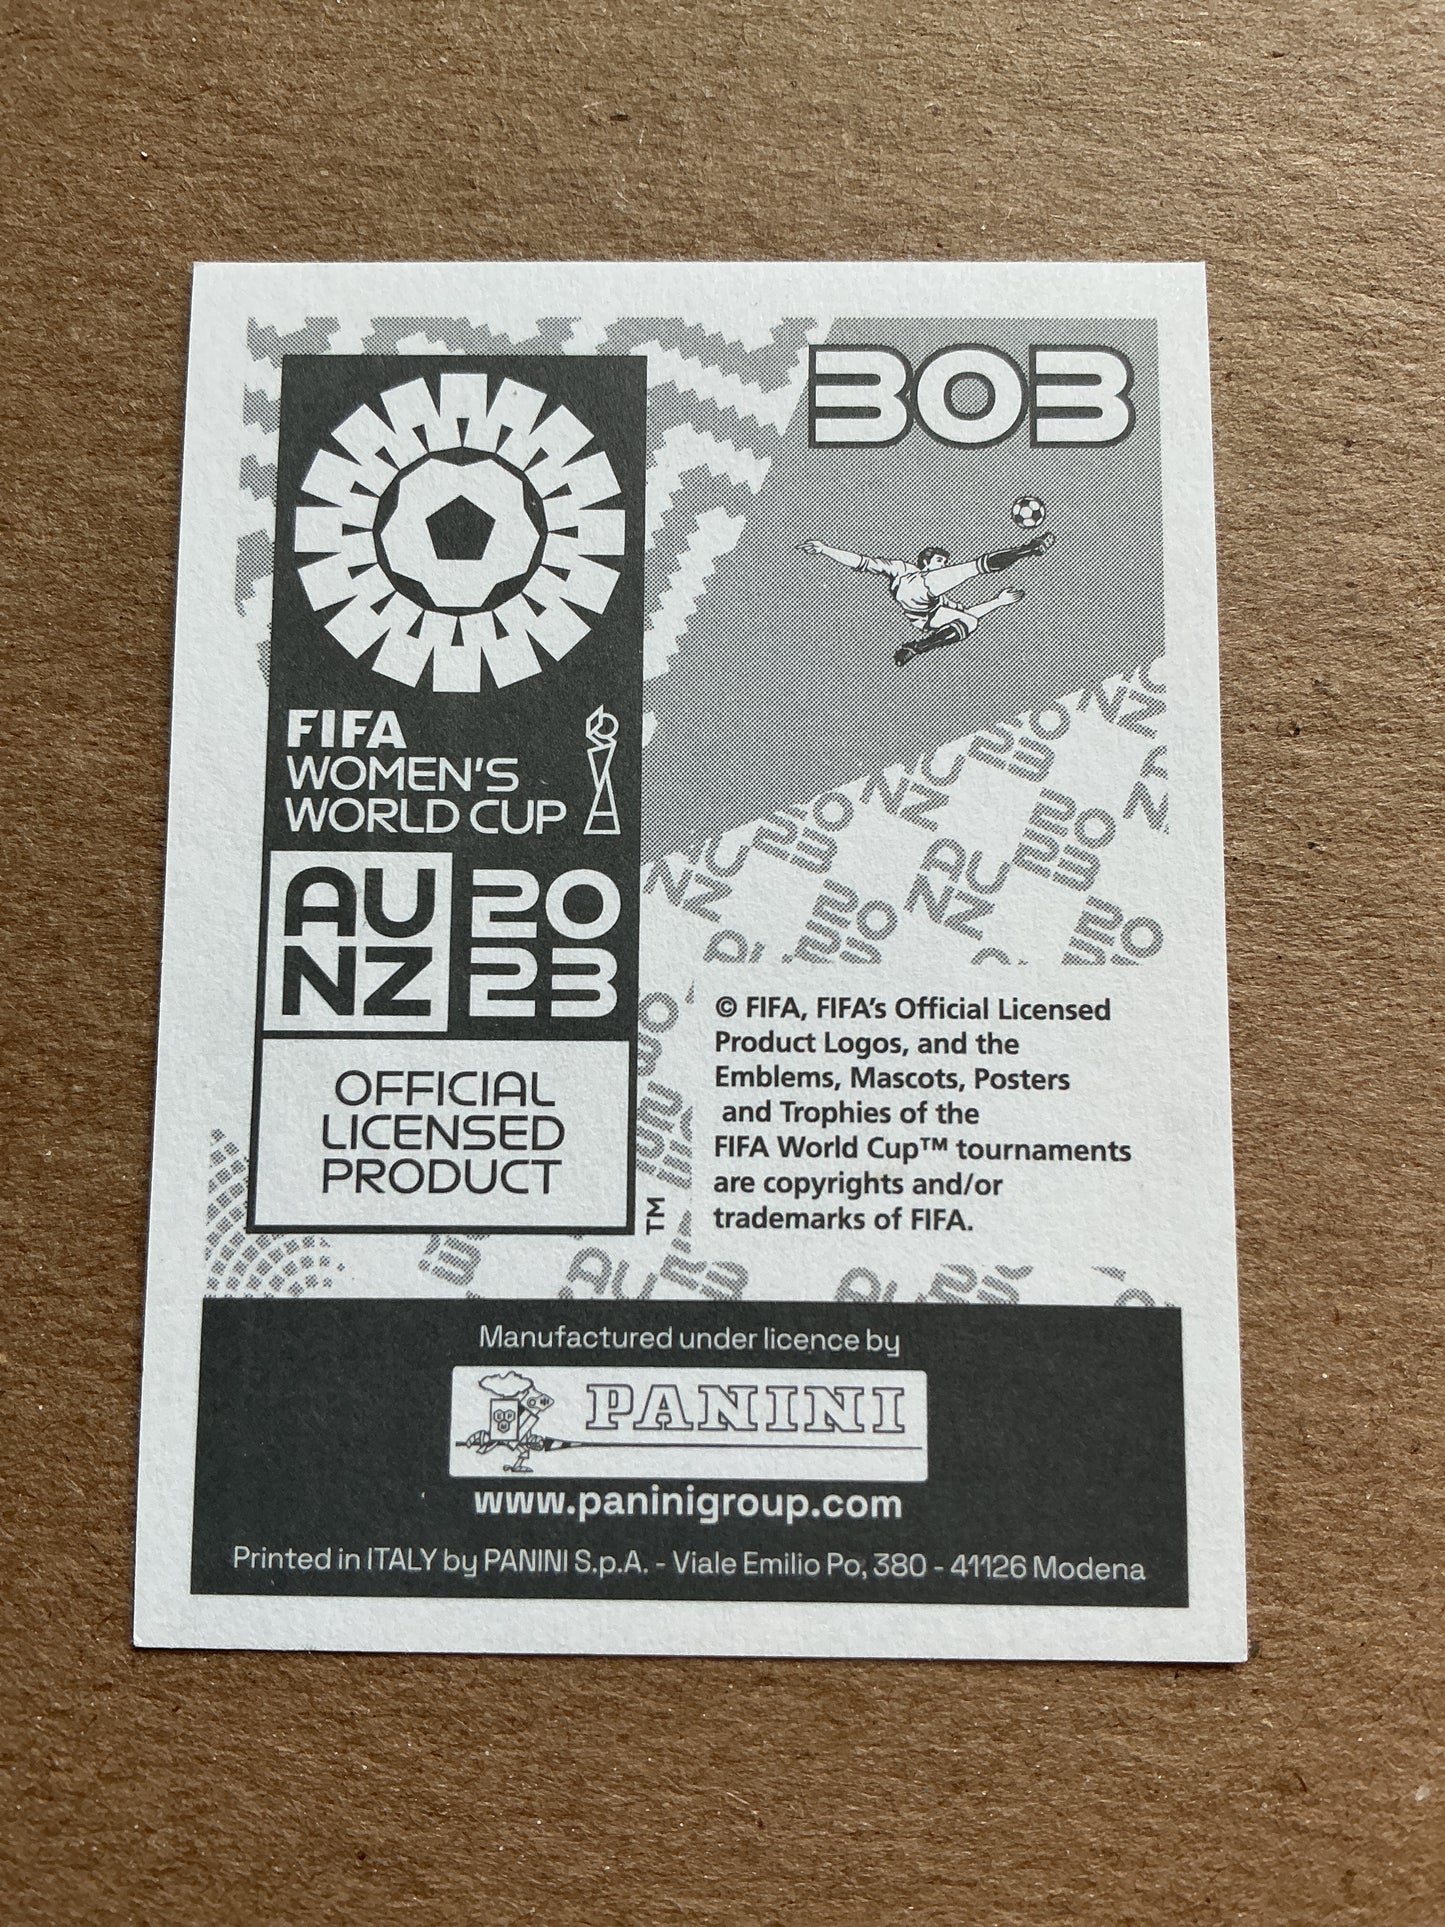 303
FIFA
WOMEN'S
WORLD CUP
AU 20
NZ 23
OFFICIAL
LICENSED
PRODUCT
TM
© FIFA, FIFA's Official Licensed
Product Logos, and the
Emblems, Mascots, Posters
and Trophies of the
FIFA World Cup™ tournaments
are copyrights and/or
trademarks of FIFA.
Manufactured under licence by
PANINI
www.paninigroup.com
Printed in ITALY by PANINI S.p.A. - Viale Emilio Po, 380 - 41126 Modena